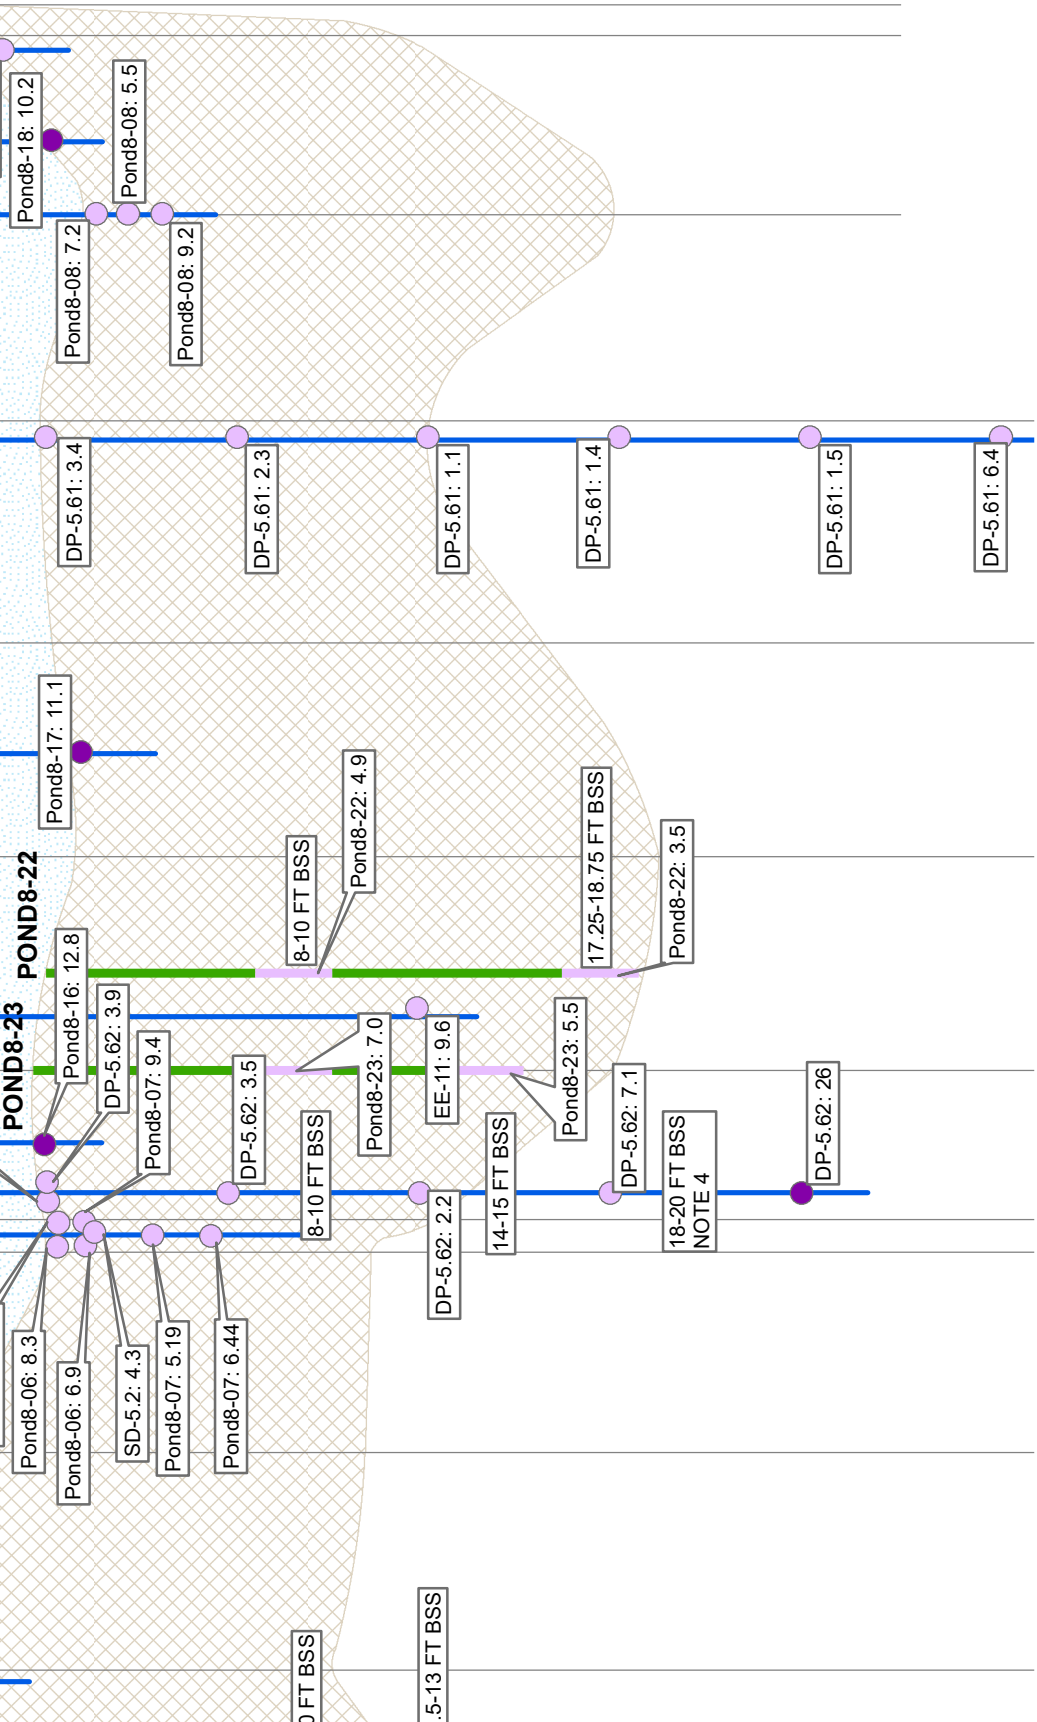 Pond8-18: 10.2
Pond8-08: 5.5
Pond8-08: 7.2
Pond8-08: 9.2
DP-5.61: 3.4
DP-5.61: 2.3
DP-5.61: 1.1
DP-5.61: 1.4
DP-5.61: 1.5
DP-5.61: 6.4
Pond8-17: 11.1
POND8-22
8-10 FT BSS
Pond8-22: 4.9
17.25-18.75 FT BSS
Pond8-22: 3.5
POND8-23
Pond8-16: 12.8
DP-5.62: 3.9
Pond8-07: 9.4
DP-5.62: 3.5
8-10 FT BSS
Pond8-23: 7.0
EE-11: 9.6
14-15 FT BSS
Pond8-23: 5.5
DP-5.62: 7.1
18-20 FT BSS
NOTE 4
DP-5.62: 26
DP-5.62: 2.2
Pond8-06: 8.3
Pond8-06: 6.9
SD-5.2: 4.3
Pond8-07: 5.19
Pond8-07: 6.44
0 FT BSS
.5-13 FT BSS